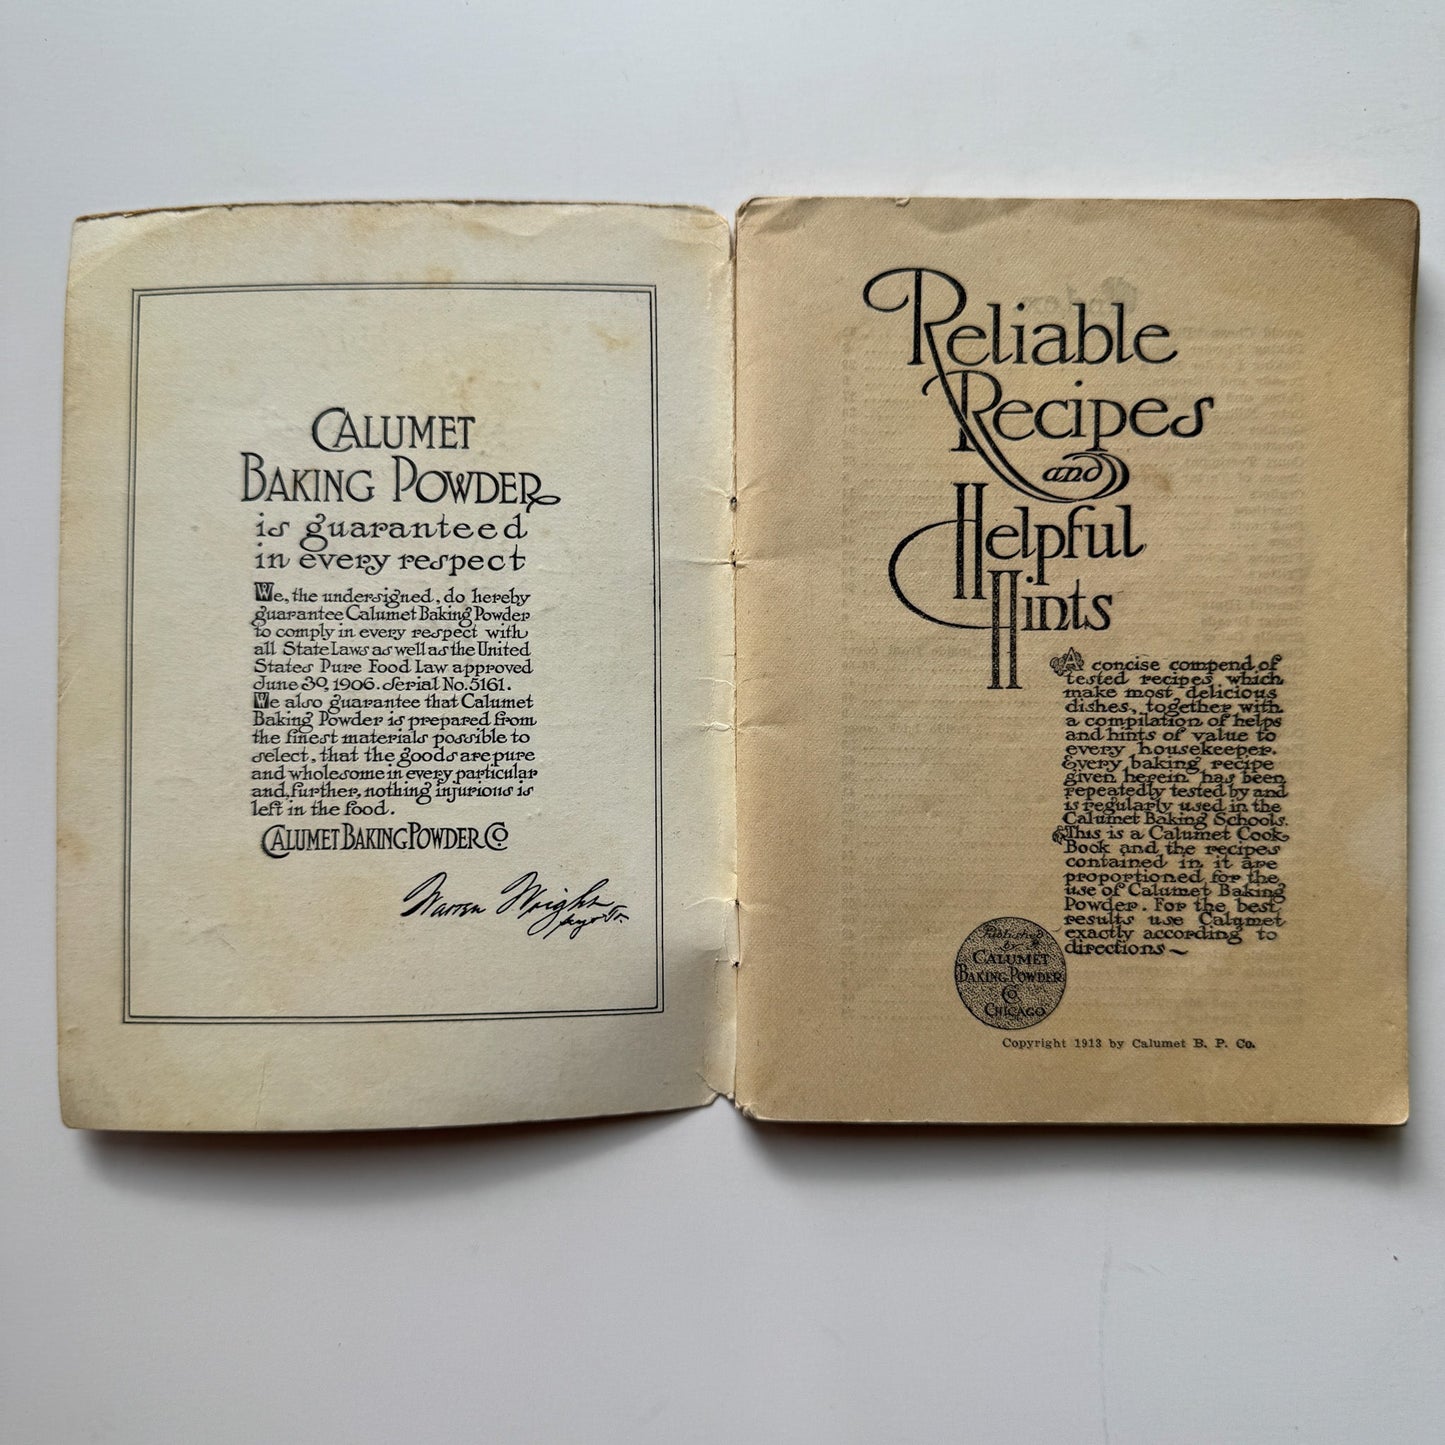 CALUMET
BAKING POWDER
is guaranteed
in every respect
We, the undersigned, do hereby
guarantee Calumet Baking Powder
to comply in every respect with
all State Laws as well as the United
States Pure Food Law approved
June 30, 1906. Serial No. 5161.
We also guarantee that Calumet
Baking Powder is prepared from
the finest materials possible to
select, that the goods are pure
and wholesome in every particular
and, further, nothing injurious is
left in the food.
CALUMET BAKING POWDER Co
Warren Wright
Reliable
Recipes
and
Helpful
Hints
A concise compend of
tested recipes which
make most delicious
dishes, together with
a compilation of helps
and hints of value to
every housekeeper.
Every baking recipe
given herein has been
repeatedly tested by and
is regularly used in the
Calumet Baking Schools.
This is a Calumet Cook
Book and the recipes
contained in it are
proportioned for the
use of Calumet Baking
Powder. For the best
results use Calumet
exactly according to
directions~
Published
by
CALUMET
BAKING POWDER
Co.
CHICAGO
Copyright 1913 by Calumet B. P. Co.